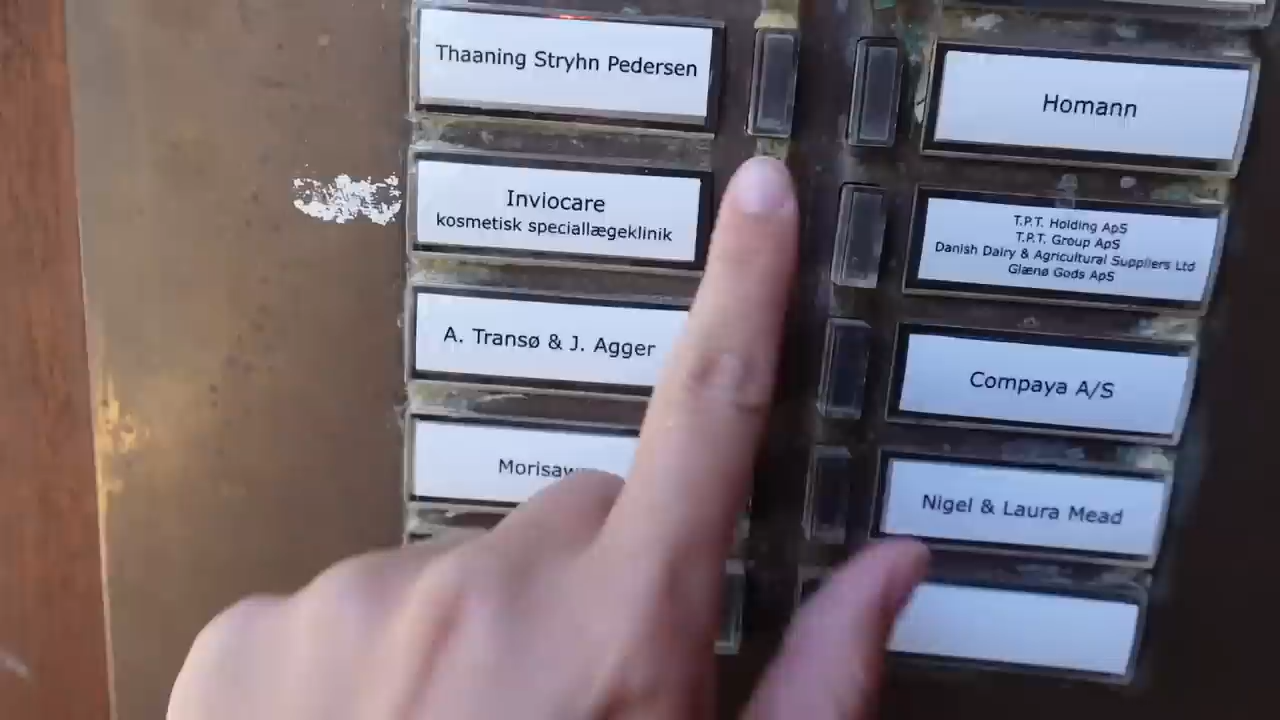 Thaaning Stryhn Pedersen
Inviocare
kosmetisk speciallægeklinik
A. Transø & J. Agger
Homann
T.P.T. Holding ApS
T.P.T. Group ApS
Danish Dairy & Agricultural Suppliers Ltd
Glænø Gods ApS
Compaya A/S
Nigel & Laura Mead